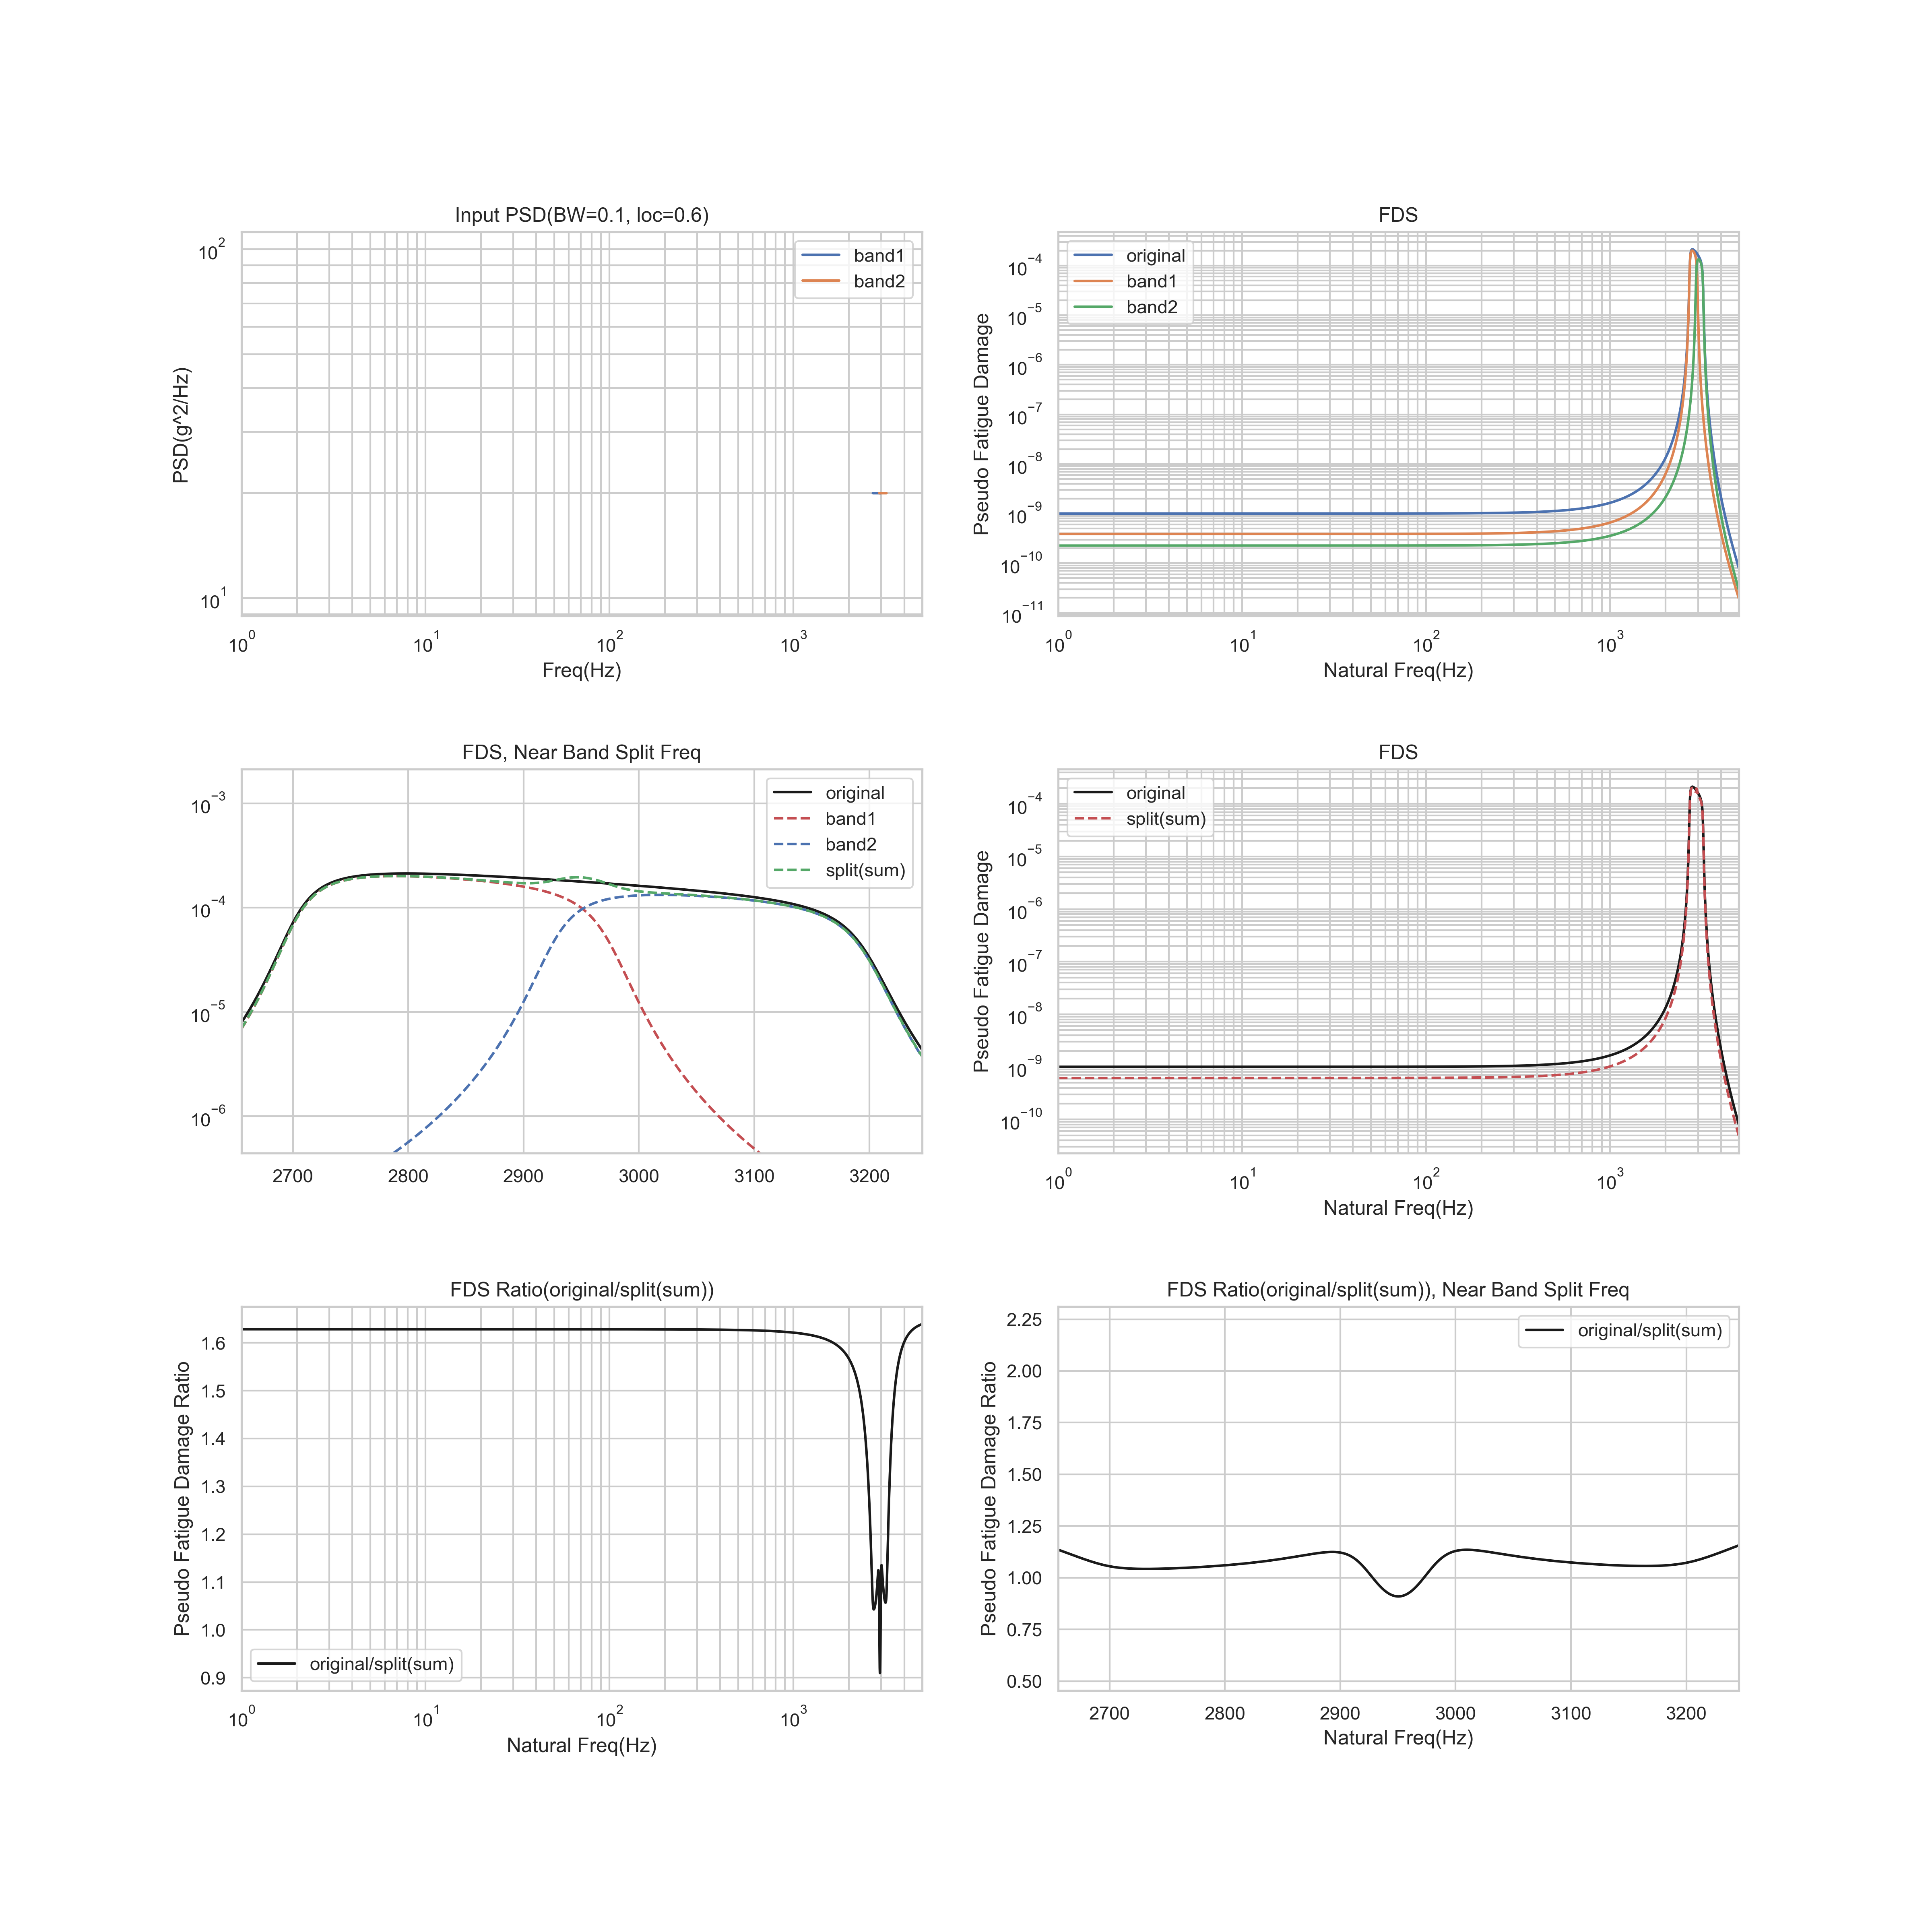 Input PSD(BW=0.1, loc=0.6)
PSD(g^2/Hz)
10^2
10^1
band1
band2
10^0 10^1 10^2 10^3
Freq(Hz)
FDS
Pseudo Fatigue Damage
10^−4
10^−5
10^−6
10^−7
10^−8
10^−9
10^−10
10^−11
original
band1
band2
10^0 10^1 10^2 10^3
Natural Freq(Hz)
FDS, Near Band Split Freq
10^−3
10^−4
10^−5
10^−6
original
band1
band2
split(sum)
2700 2800 2900 3000 3100 3200
FDS
Pseudo Fatigue Damage
10^−4
10^−5
10^−6
10^−7
10^−8
10^−9
10^−10
original
split(sum)
10^0 10^1 10^2 10^3
Natural Freq(Hz)
FDS Ratio(original/split(sum))
Pseudo Fatigue Damage Ratio
1.6
1.5
1.4
1.3
1.2
1.1
1.0
0.9
original/split(sum)
10^0 10^1 10^2 10^3
Natural Freq(Hz)
FDS Ratio(original/split(sum)), Near Band Split Freq
Pseudo Fatigue Damage Ratio
2.25
2.00
1.75
1.50
1.25
1.00
0.75
0.50
original/split(sum)
2700 2800 2900 3000 3100 3200
Natural Freq(Hz)